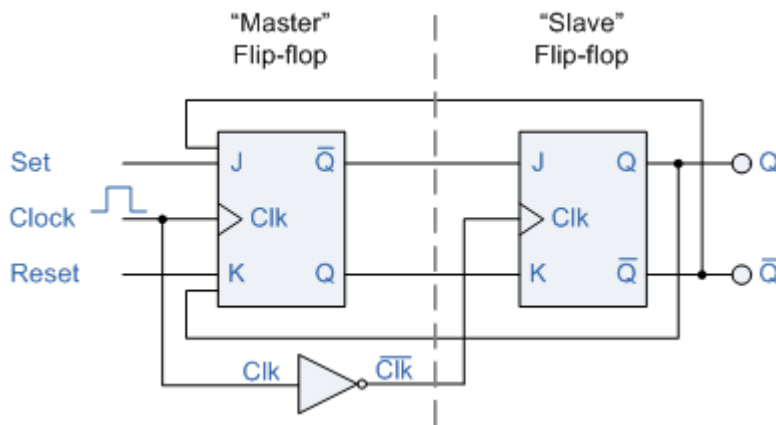 “Master”
Flip-flop
“Slave”
Flip-flop
Set
J
Q̅
J
Q
Q
Clock
Clk
Clk
Reset
K
Q
K
Q̅
Q̅
Clk
C̅l̅k̅